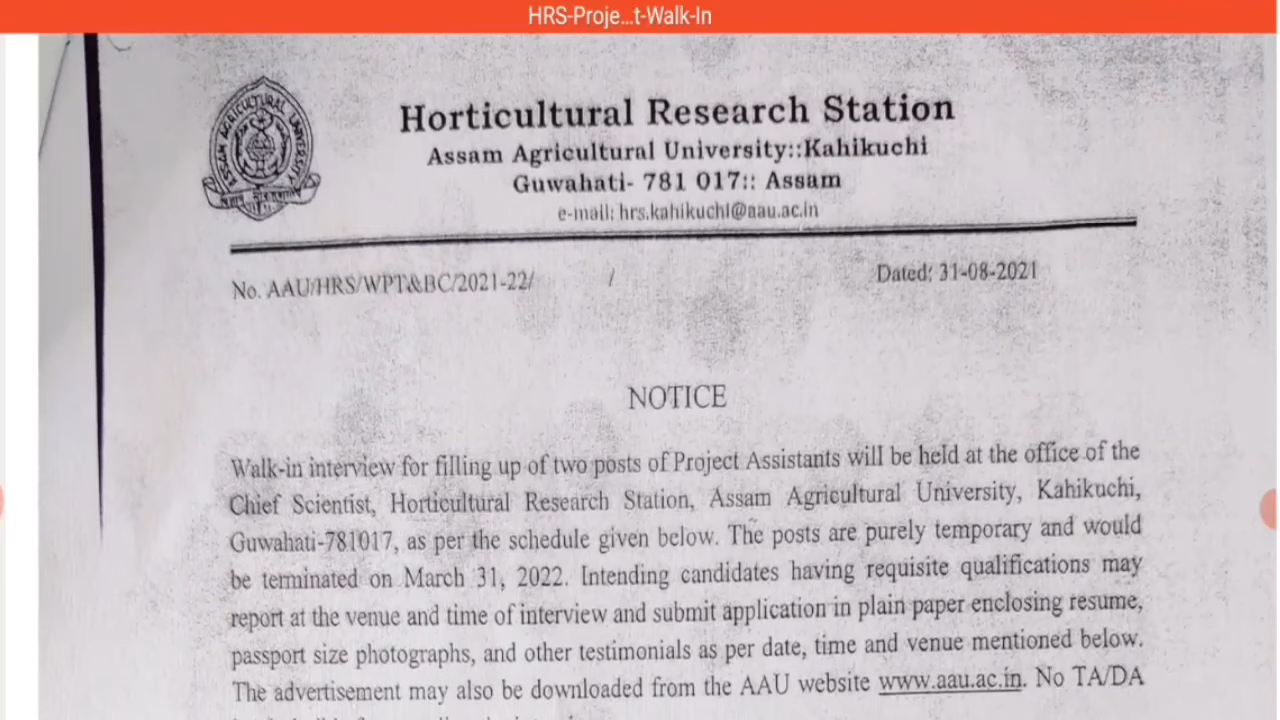 HRS-Proje...t-Walk-In
ASSAM AGRICULTURAL UNIVERSITY
Horticultural Research Station
Assam Agricultural University::Kahikuchi
Guwahati- 781 017:: Assam
e-mail: hrs.kahikuchi@aau.ac.in
No. AAU/HRS/WPT&BC/2021-22/ /
Dated: 31-08-2021
NOTICE
Walk-in interview for filling up of two posts of Project Assistants will be held at the office of the
Chief Scientist, Horticultural Research Station, Assam Agricultural University, Kahikuchi,
Guwahati-781017, as per the schedule given below. The posts are purely temporary and would
be terminated on March 31, 2022. Intending candidates having requisite qualifications may
report at the venue and time of interview and submit application in plain paper enclosing resume,
passport size photographs, and other testimonials as per date, time and venue mentioned below.
The advertisement may also be downloaded from the AAU website www.aau.ac.in. No TA/DA